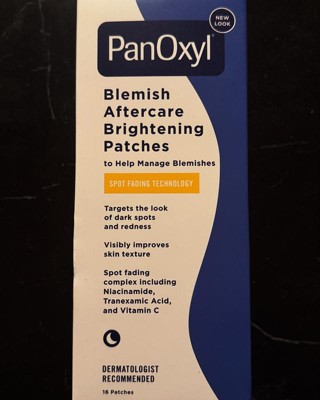 NEW
LOOK
PanOxyl
Blemish
Aftercare
Brightening
Patches
to Help Manage Blemishes
SPOT FADING TECHNOLOGY
Targets the look
of dark spots
and redness
Visibly improves
skin texture
Spot fading
complex including
Niacinamide,
Tranexamic Acid,
and Vitamin C
DERMATOLOGIST
RECOMMENDED
16 Patches